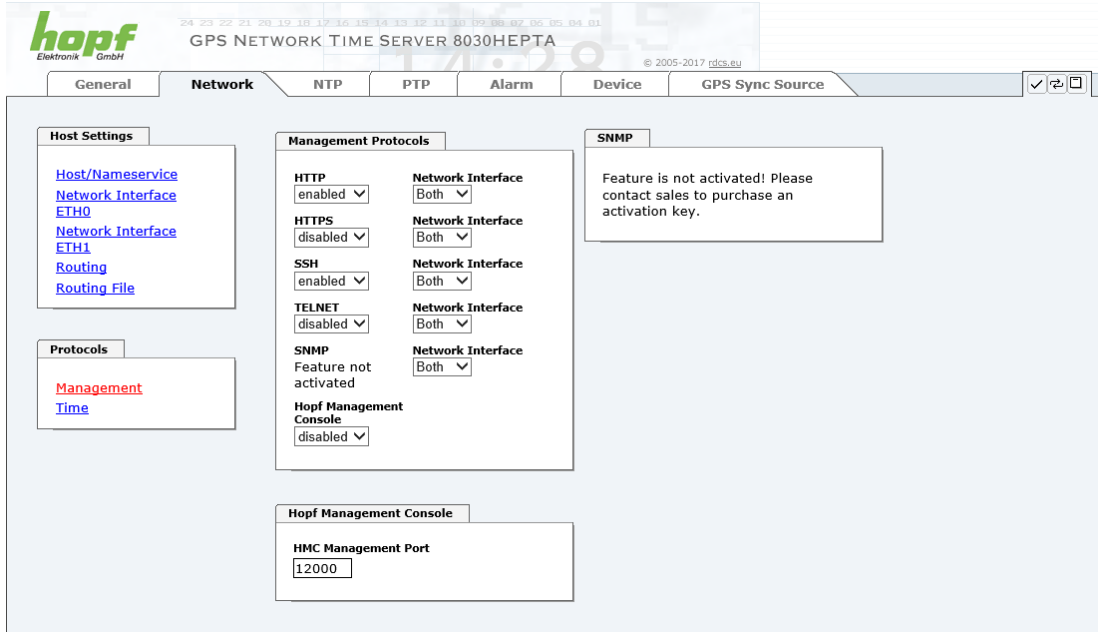 hopf
Elektronik GmbH
24 23 22 21 20 19 18 17 16 15 14 13 12 11 10 09 08 07 06 05 04 01
GPS NETWORK TIME SERVER 8030HEPTA
14:28
© 2005-2017 rdcs.eu
General
Network
NTP
PTP
Alarm
Device
GPS Sync Source
Host Settings
Host/Nameservice
Network Interface
ETH0
Network Interface
ETH1
Routing
Routing File
Protocols
Management
Time
Management Protocols
HTTP Network Interface
enabled Both
HTTPS Network Interface
disabled Both
SSH Network Interface
enabled Both
TELNET Network Interface
disabled Both
SNMP Network Interface
Feature not Both
activated
Hopf Management
Console
disabled
Hopf Management Console
HMC Management Port
12000
SNMP
Feature is not activated! Please
contact sales to purchase an
activation key.